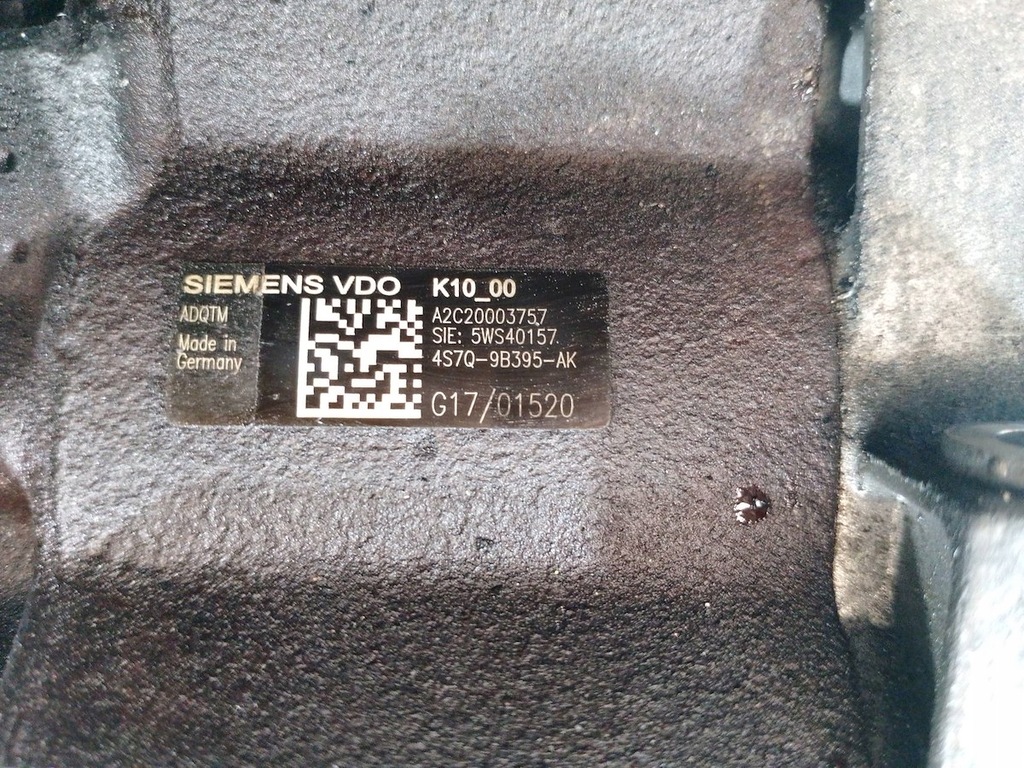 SIEMENS VDO K10_00
ADQTM
A2C20003757
SIE: 5WS40157
Made in
Germany
4S7Q-9B395-AK
G17/01520